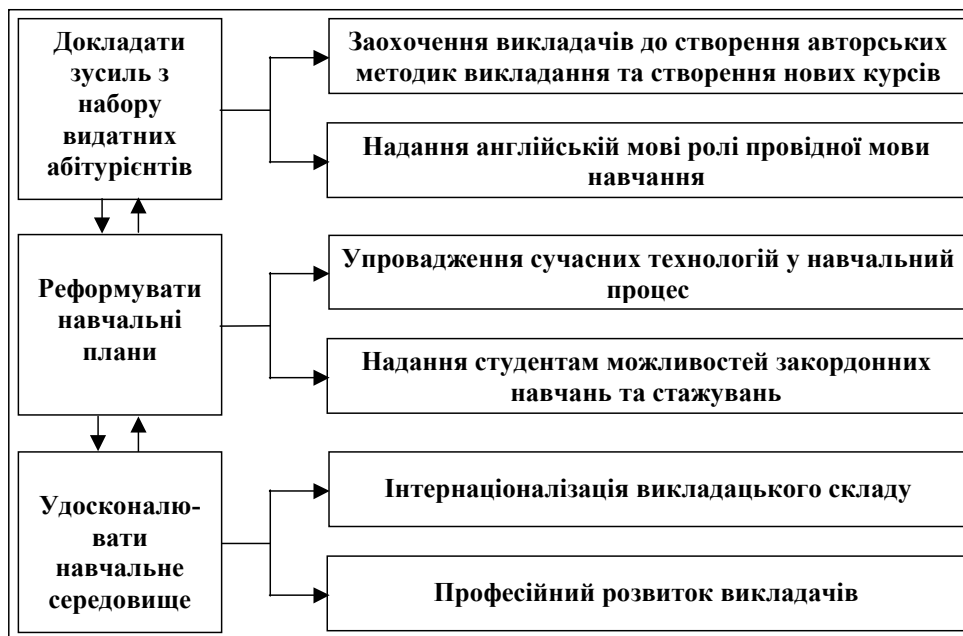 Докладати
зусиль з
набору
видатних
абітурієнтів
Заохочення викладачів до створення авторських
методик викладання та створення нових курсів
Надання англійській мові ролі провідної мови
навчання
Реформувати
навчальні
плани
Упровадження сучасних технологій у навчальний
процес
Надання студентам можливостей закордонних
навчань та стажувань
Удосконалю-
вати
навчальне
середовище
Інтернаціоналізація викладацького складу
Професійний розвиток викладачів